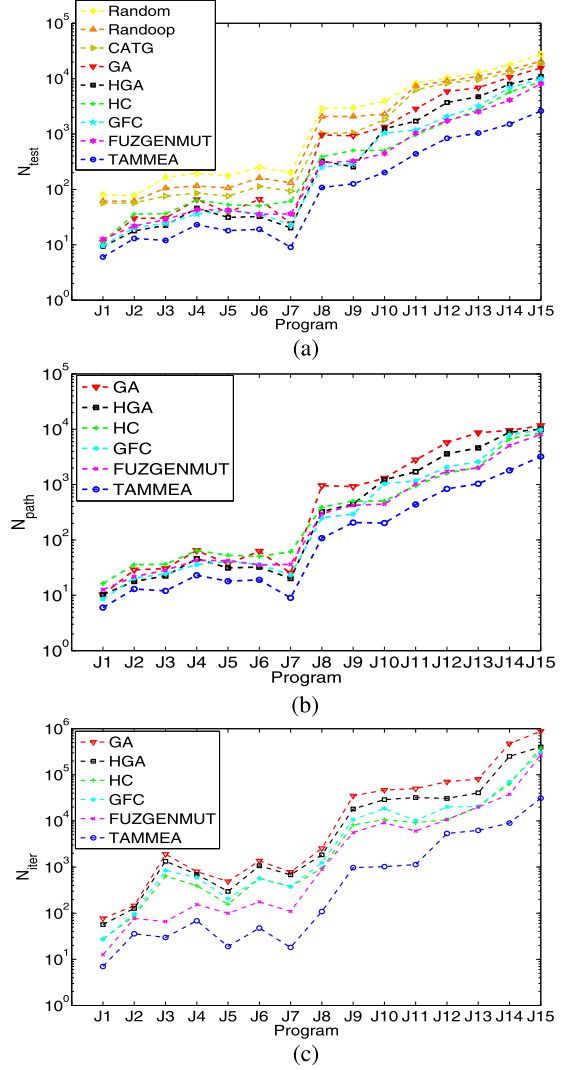 10^5
Random
Randoop
CATG
10^4
GA
HGA
HC
10^3
GFC
FUZGENMUT
TAMMEA
N_test
10^2
10^1
10^0
J1 J2 J3 J4 J5 J6 J7 J8 J9 J10 J11 J12 J13 J14 J15
Program
(a)
10^5
GA
HGA
10^4
HC
GFC
FUZGENMUT
10^3
TAMMEA
N_path
10^2
10^1
10^0
J1 J2 J3 J4 J5 J6 J7 J8 J9 J10 J11 J12 J13 J14 J15
Program
(b)
10^6
GA
HGA
10^5
HC
GFC
10^4
FUZGENMUT
TAMMEA
N_iter
10^3
10^2
10^1
10^0
J1 J2 J3 J4 J5 J6 J7 J8 J9 J10 J11 J12 J13 J14 J15
Program
(c)